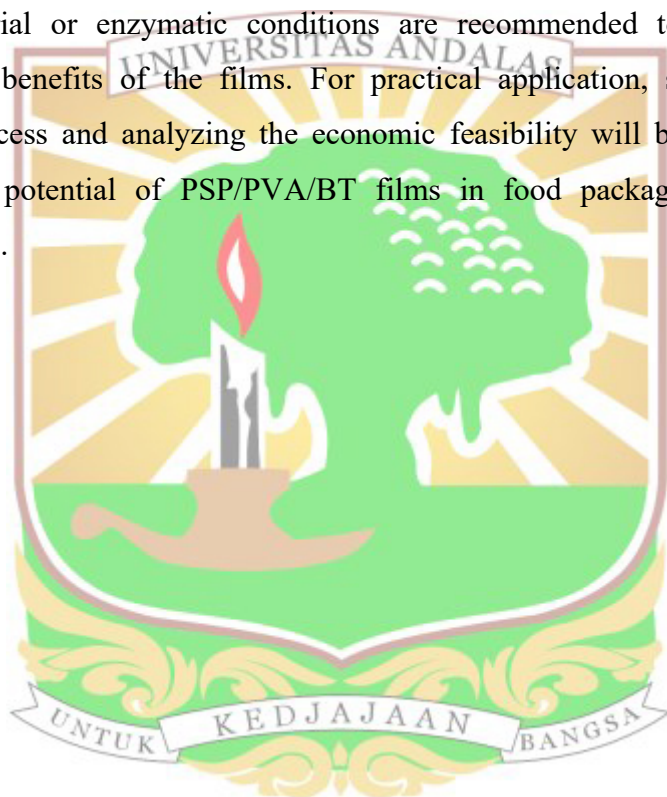 ial or enzymatic conditions are recommended to
UNIVERSITAS ANDALAS
benefits of the films. For practical application, s
cess and analyzing the economic feasibility will b
potential of PSP/PVA/BT films in food packag
.
UNTUK KEDJAJAAN BANGSA